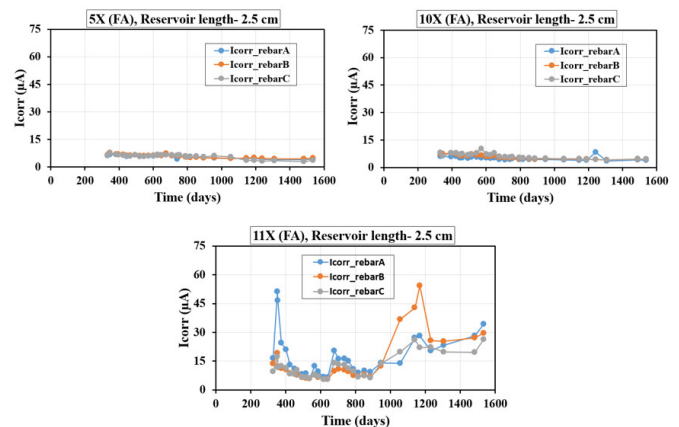 5X (FA), Reservoir length- 2.5 cm
75
60
45
30
15
0
Icorr (µA)
Icorr_rebarA
Icorr_rebarB
Icorr_rebarC
0 200 400 600 800 1000 1200 1400 1600
Time (days)
10X (FA), Reservoir length- 2.5 cm
75
60
45
30
15
0
Icorr (µA)
Icorr_rebarA
Icorr_rebarB
Icorr_rebarC
0 200 400 600 800 1000 1200 1400 1600
Time (days)
11X (FA), Reservoir length- 2.5 cm
75
60
45
30
15
0
Icorr (µA)
Icorr_rebarA
Icorr_rebarB
Icorr_rebarC
0 200 400 600 800 1000 1200 1400 1600
Time (days)